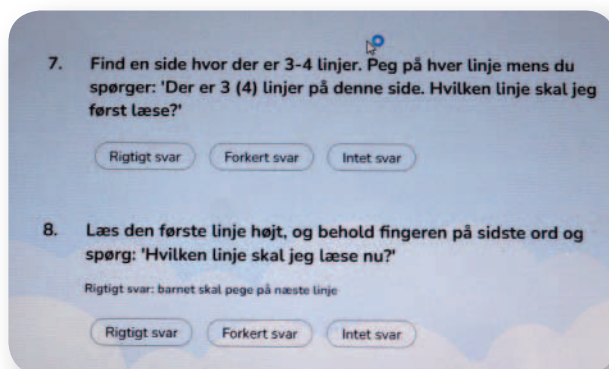 7. Find en side hvor der er 3-4 linjer. Peg på hver linje mens du
spørger: 'Der er 3 (4) linjer på denne side. Hvilken linje skal jeg
først læse?'
Rigtigt svar Forkert svar Intet svar
8. Læs den første linje højt, og behold fingeren på sidste ord og
spørg: 'Hvilken linje skal jeg læse nu?'
Rigtigt svar: barnet skal pege på næste linje
Rigtigt svar Forkert svar Intet svar